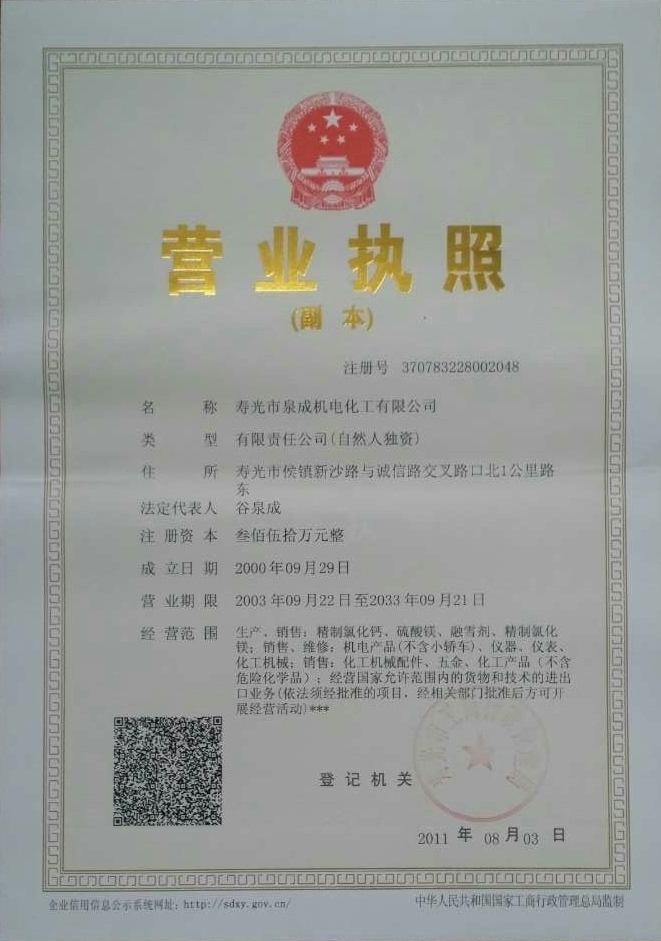 营业执照
(副 本)
注册号 370783228002048
名 称 寿光市泉成机电化工有限公司
类 型 有限责任公司(自然人独资)
住 所 寿光市侯镇新沙路与诚信路交叉路口北1公里路
东
法定代表人 谷泉成
注 册 资 本 叁佰伍拾万元整
成 立 日 期 2000年09月29日
营 业 期 限 2003年09月22日至2033年09月21日
经 营 范 围 生产、销售：精制氯化钙、硫酸镁、融雪剂、精制氯化
镁；销售、维修：机电产品(不含小轿车)、仪器、仪表、
化工机械；销售：化工机械配件、五金、化工产品（不含
危险化学品）；经营国家允许范围内的货物和技术的进出
口业务(依法须经批准的项目，经相关部门批准后方可开
展经营活动)***
登 记 机 关
2011 年 08 月 03 日
企业信用信息公示系统网址：http://sdxy.gov.cn/
中华人民共和国国家工商行政管理总局监制